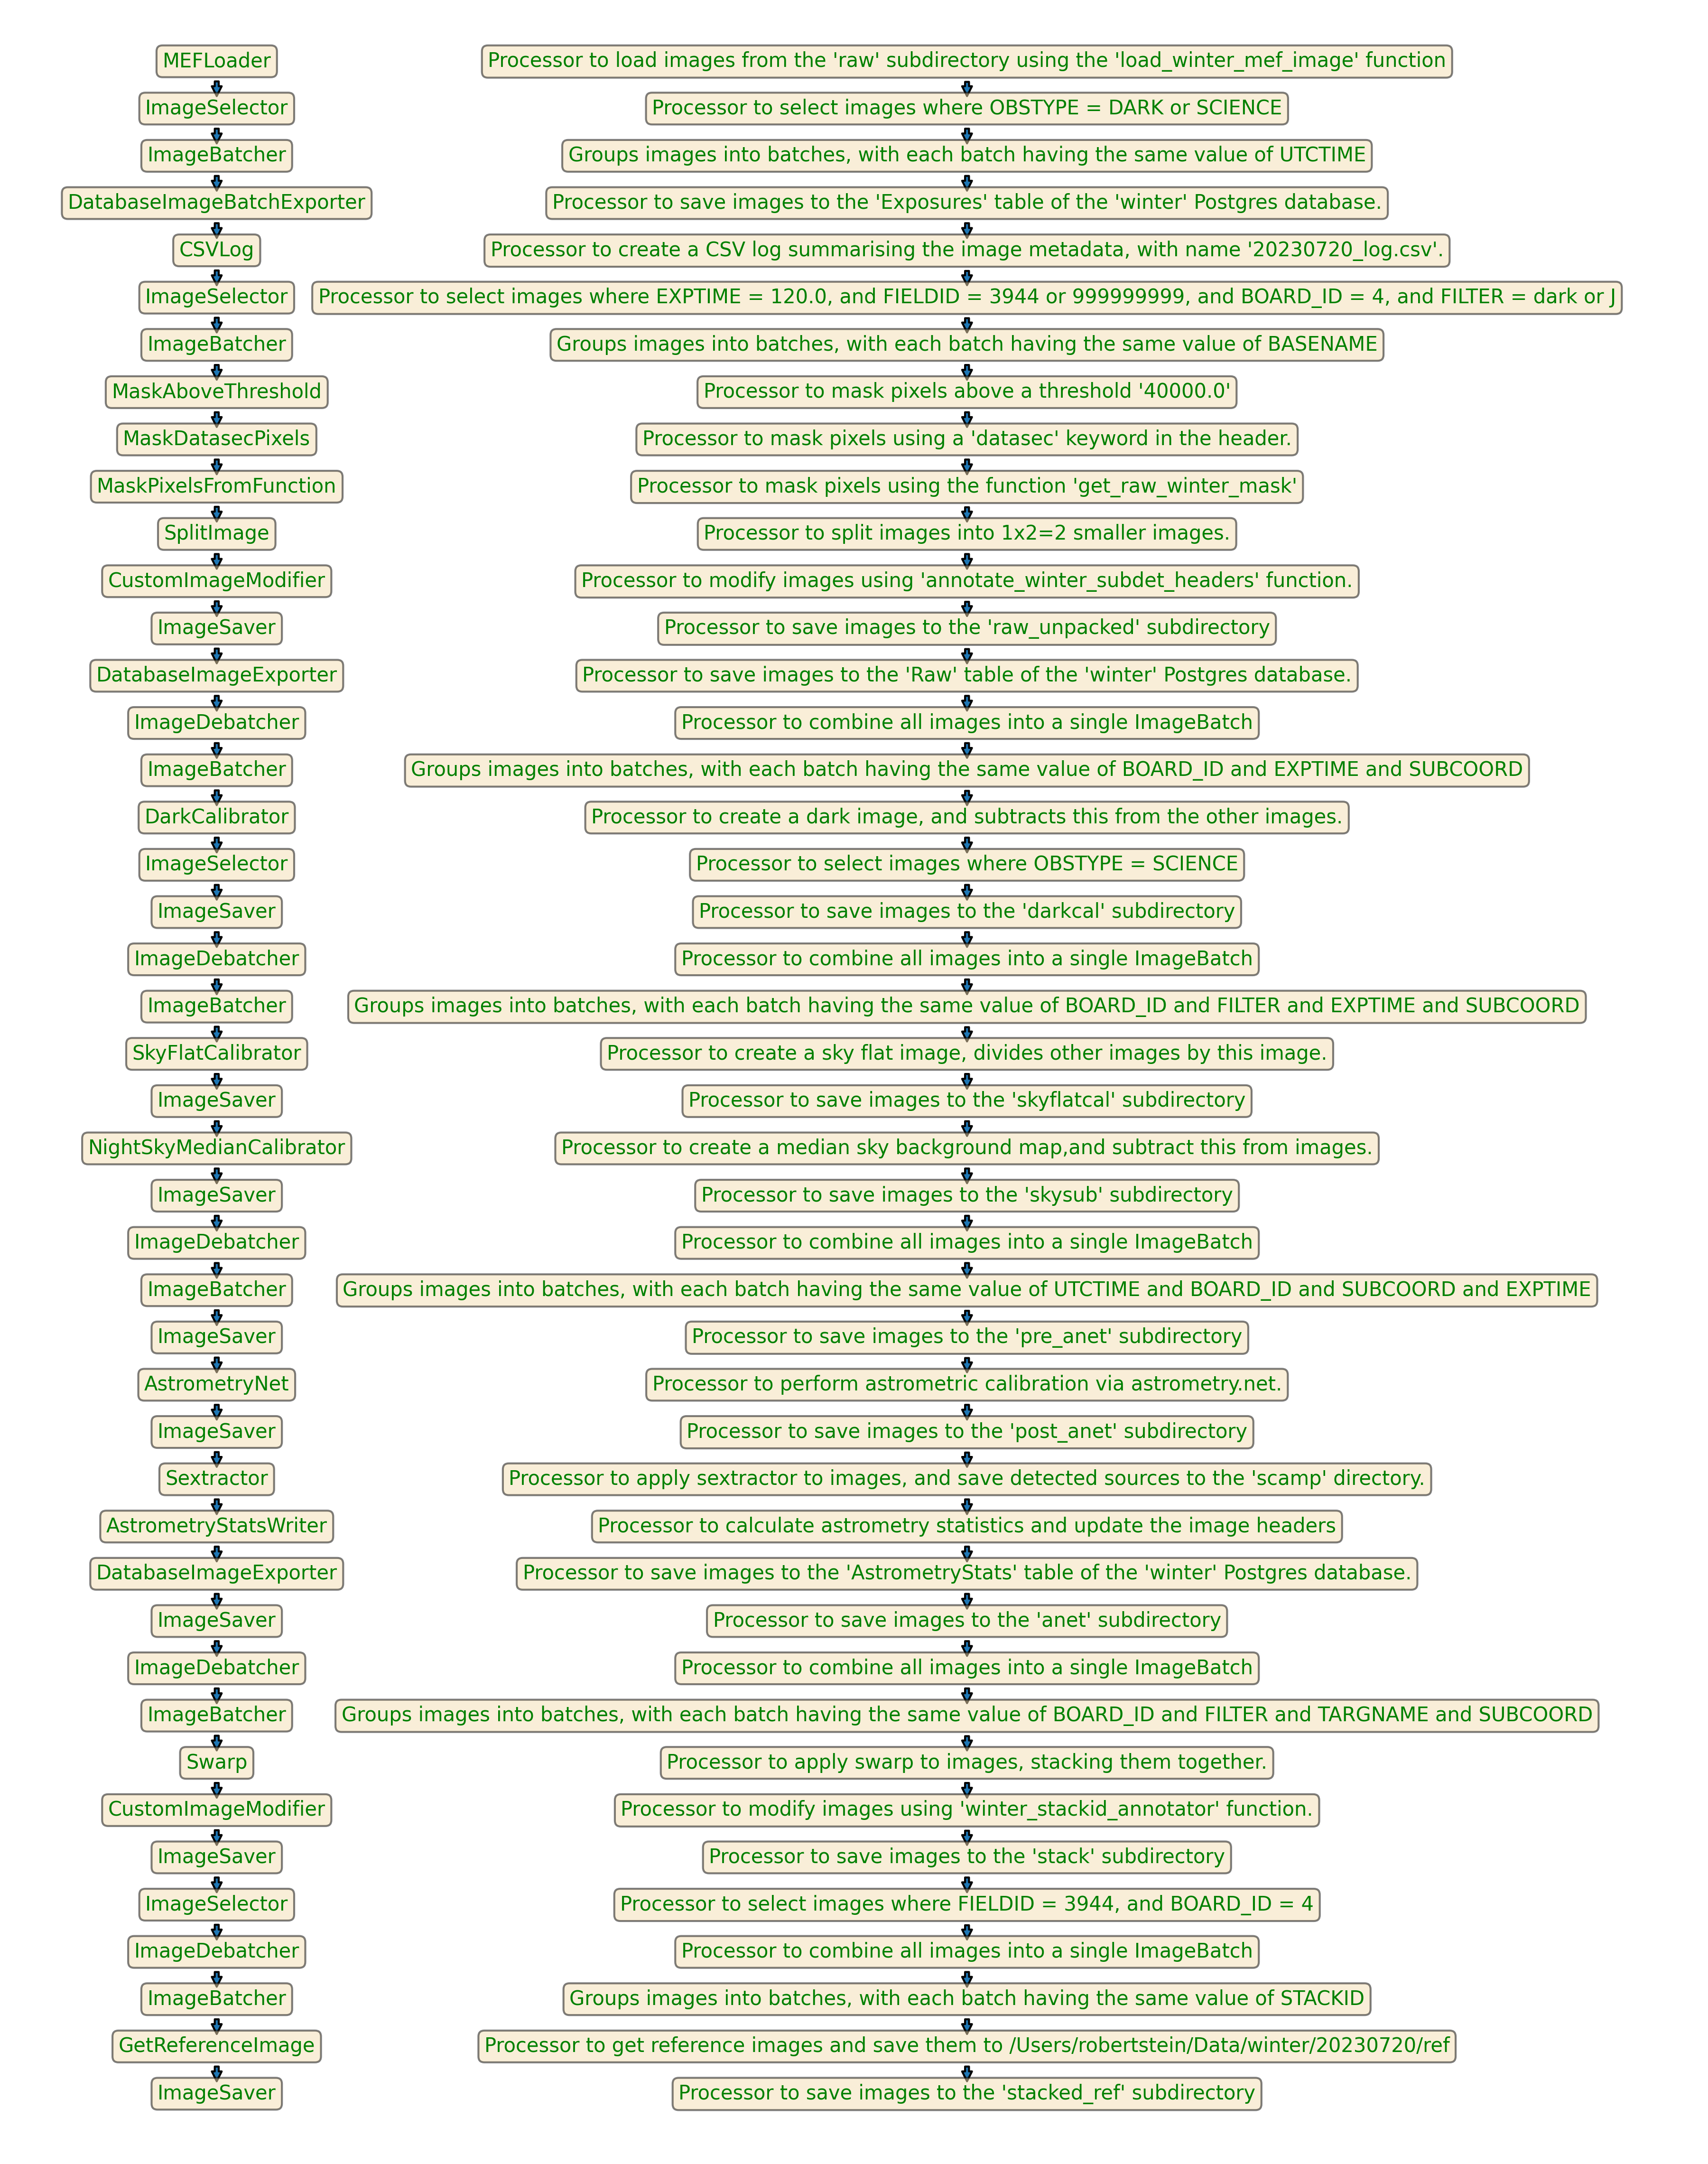 MEFLoader
Processor to load images from the 'raw' subdirectory using the 'load_winter_mef_image' function
ImageSelector
Processor to select images where OBSTYPE = DARK or SCIENCE
ImageBatcher
Groups images into batches, with each batch having the same value of UTCTIME
DatabaseImageBatchExporter
Processor to save images to the 'Exposures' table of the 'winter' Postgres database.
CSVLog
Processor to create a CSV log summarising the image metadata, with name '20230720_log.csv'.
ImageSelector
Processor to select images where EXPTIME = 120.0, and FIELDID = 3944 or 999999999, and BOARD_ID = 4, and FILTER = dark or J
ImageBatcher
Groups images into batches, with each batch having the same value of BASENAME
MaskAboveThreshold
Processor to mask pixels above a threshold '40000.0'
MaskDatasecPixels
Processor to mask pixels using a 'datasec' keyword in the header.
MaskPixelsFromFunction
Processor to mask pixels using the function 'get_raw_winter_mask'
SplitImage
Processor to split images into 1x2=2 smaller images.
CustomImageModifier
Processor to modify images using 'annotate_winter_subdet_headers' function.
ImageSaver
Processor to save images to the 'raw_unpacked' subdirectory
DatabaseImageExporter
Processor to save images to the 'Raw' table of the 'winter' Postgres database.
ImageDebatcher
Processor to combine all images into a single ImageBatch
ImageBatcher
Groups images into batches, with each batch having the same value of BOARD_ID and EXPTIME and SUBCOORD
DarkCalibrator
Processor to create a dark image, and subtracts this from the other images.
ImageSelector
Processor to select images where OBSTYPE = SCIENCE
ImageSaver
Processor to save images to the 'darkcal' subdirectory
ImageDebatcher
Processor to combine all images into a single ImageBatch
ImageBatcher
Groups images into batches, with each batch having the same value of BOARD_ID and FILTER and EXPTIME and SUBCOORD
SkyFlatCalibrator
Processor to create a sky flat image, divides other images by this image.
ImageSaver
Processor to save images to the 'skyflatcal' subdirectory
NightSkyMedianCalibrator
Processor to create a median sky background map,and subtract this from images.
ImageSaver
Processor to save images to the 'skysub' subdirectory
ImageDebatcher
Processor to combine all images into a single ImageBatch
ImageBatcher
Groups images into batches, with each batch having the same value of UTCTIME and BOARD_ID and SUBCOORD and EXPTIME
ImageSaver
Processor to save images to the 'pre_anet' subdirectory
AstrometryNet
Processor to perform astrometric calibration via astrometry.net.
ImageSaver
Processor to save images to the 'post_anet' subdirectory
Sextractor
Processor to apply sextractor to images, and save detected sources to the 'scamp' directory.
AstrometryStatsWriter
Processor to calculate astrometry statistics and update the image headers
DatabaseImageExporter
Processor to save images to the 'AstrometryStats' table of the 'winter' Postgres database.
ImageSaver
Processor to save images to the 'anet' subdirectory
ImageDebatcher
Processor to combine all images into a single ImageBatch
ImageBatcher
Groups images into batches, with each batch having the same value of BOARD_ID and FILTER and TARGNAME and SUBCOORD
Swarp
Processor to apply swarp to images, stacking them together.
CustomImageModifier
Processor to modify images using 'winter_stackid_annotator' function.
ImageSaver
Processor to save images to the 'stack' subdirectory
ImageSelector
Processor to select images where FIELDID = 3944, and BOARD_ID = 4
ImageDebatcher
Processor to combine all images into a single ImageBatch
ImageBatcher
Groups images into batches, with each batch having the same value of STACKID
GetReferenceImage
Processor to get reference images and save them to /Users/robertstein/Data/winter/20230720/ref
ImageSaver
Processor to save images to the 'stacked_ref' subdirectory